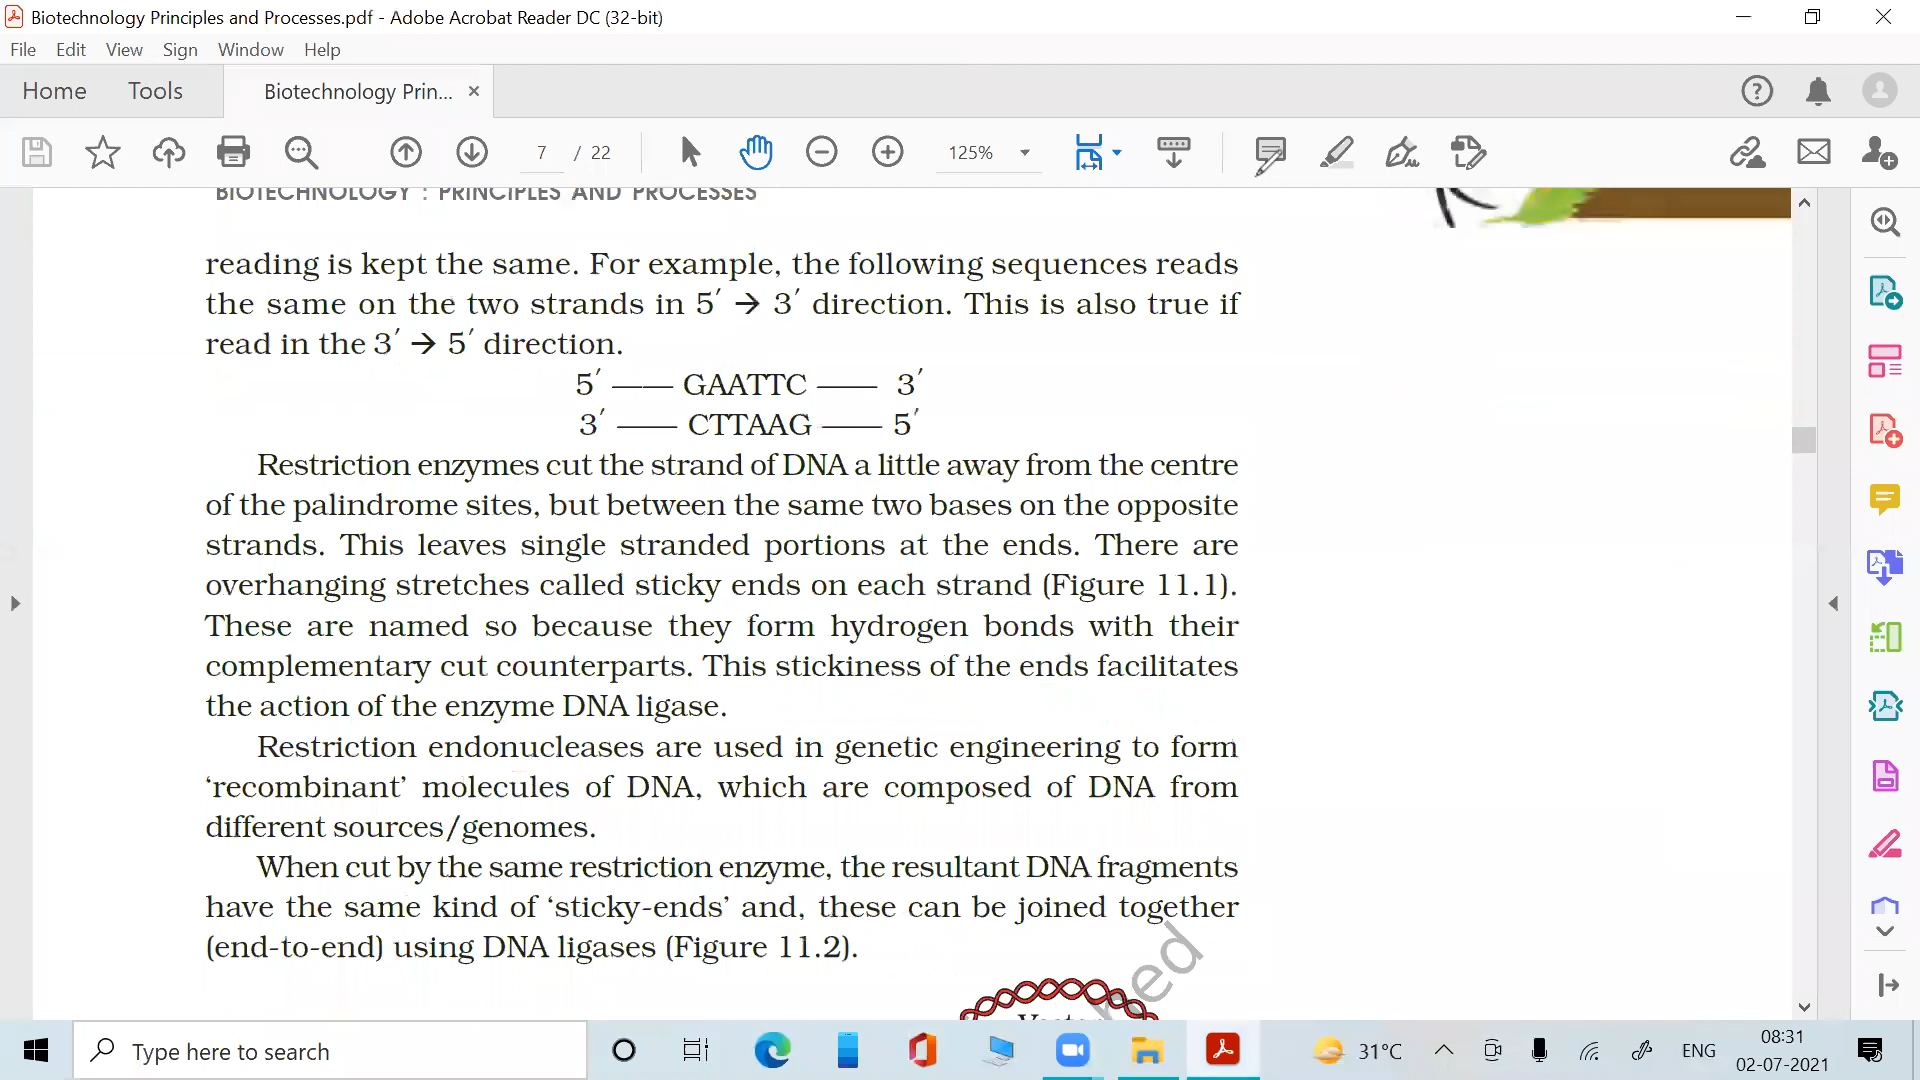 Biotechnology Principles and Processes.pdf - Adobe Acrobat Reader DC (32-bit)
File Edit View Sign Window Help
Home Tools Biotechnology Prin... ×
7 / 22 125%
BIOTECHNOLOGY : PRINCIPLES AND PROCESSES
reading is kept the same. For example, the following sequences reads
the same on the two strands in 5′ → 3′ direction. This is also true if
read in the 3′ → 5′ direction.
5′ —— GAATTC —— 3′
3′ —— CTTAAG —— 5′
Restriction enzymes cut the strand of DNA a little away from the centre
of the palindrome sites, but between the same two bases on the opposite
strands. This leaves single stranded portions at the ends. There are
overhanging stretches called sticky ends on each strand (Figure 11.1).
These are named so because they form hydrogen bonds with their
complementary cut counterparts. This stickiness of the ends facilitates
the action of the enzyme DNA ligase.
Restriction endonucleases are used in genetic engineering to form
‘recombinant’ molecules of DNA, which are composed of DNA from
different sources/genomes.
When cut by the same restriction enzyme, the resultant DNA fragments
have the same kind of ‘sticky-ends’ and, these can be joined together
(end-to-end) using DNA ligases (Figure 11.2).
Type here to search
31°C ENG 08:31
02-07-2021